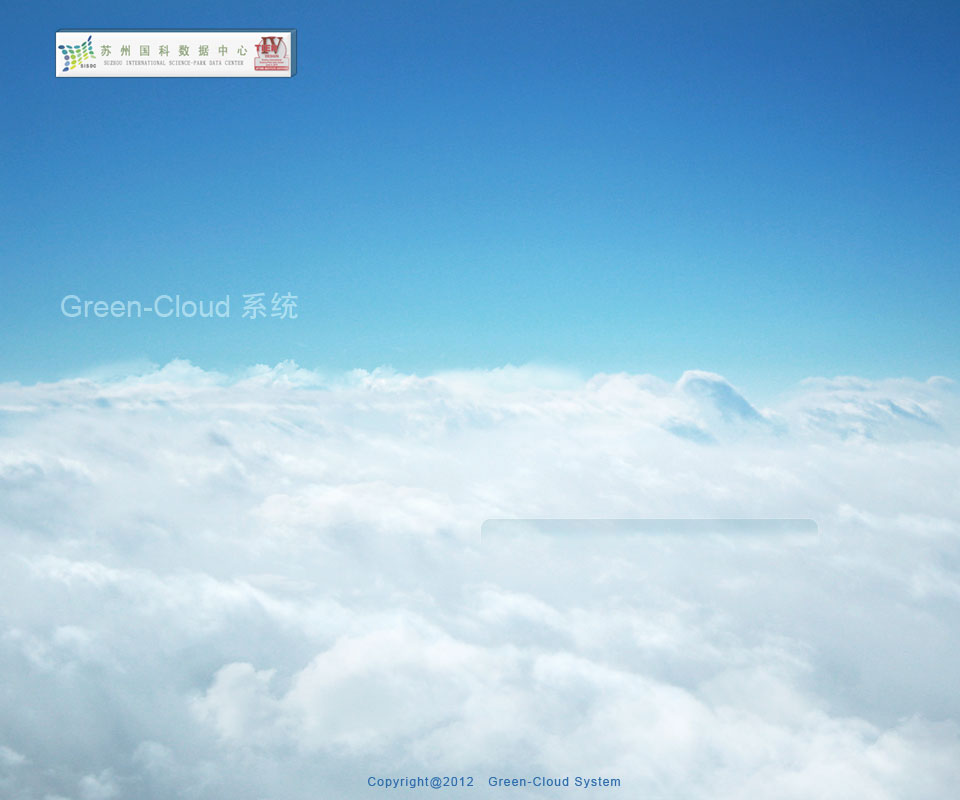 苏州国科数据中心
SUZHOU INTERNATIONAL SCIENCE-PARK DATA CENTER
SISDC
TIER
IV
Green-Cloud 系统
Copyright@2012 Green-Cloud System